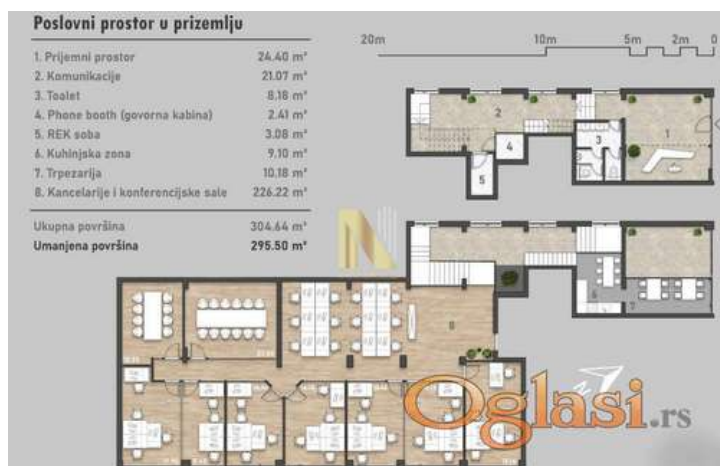 Poslovni prostor u prizemlju
1. Prijemni prostor 24.40 m²
2. Komunikacije 21.07 m²
3. Toalet 8.18 m²
4. Phone booth (govorna kabina) 2.41 m²
5. REK soba 3.08 m²
6. Kuhinjska zona 9.10 m²
7. Trpezarija 10.18 m²
8. Kancelarije i konferencijske sale 226.22 m²
Ukupna površina 304.64 m²
Umanjena površina 295.50 m²
20m 10m 5m 2m 0
2
1
3
4
5
6
7
8
N
Oglasi.rs